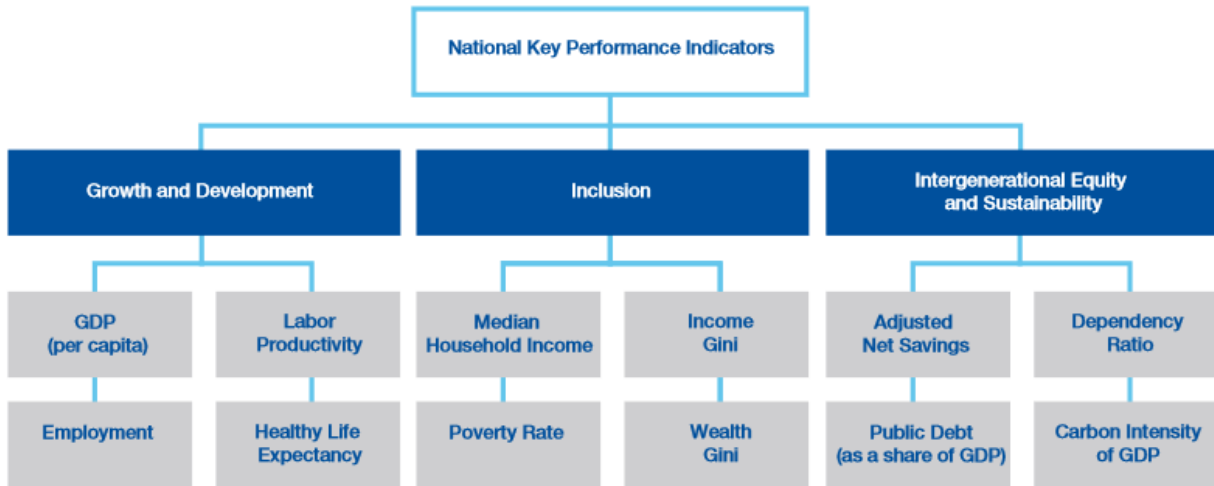 National Key Performance Indicators
Growth and Development
Inclusion
Intergenerational Equity
and Sustainability
GDP
(per capita)
Labor
Productivity
Median
Household Income
Income
Gini
Adjusted
Net Savings
Dependency
Ratio
Employment
Healthy Life
Expectancy
Poverty Rate
Wealth
Gini
Public Debt
(as a share of GDP)
Carbon Intensity
of GDP